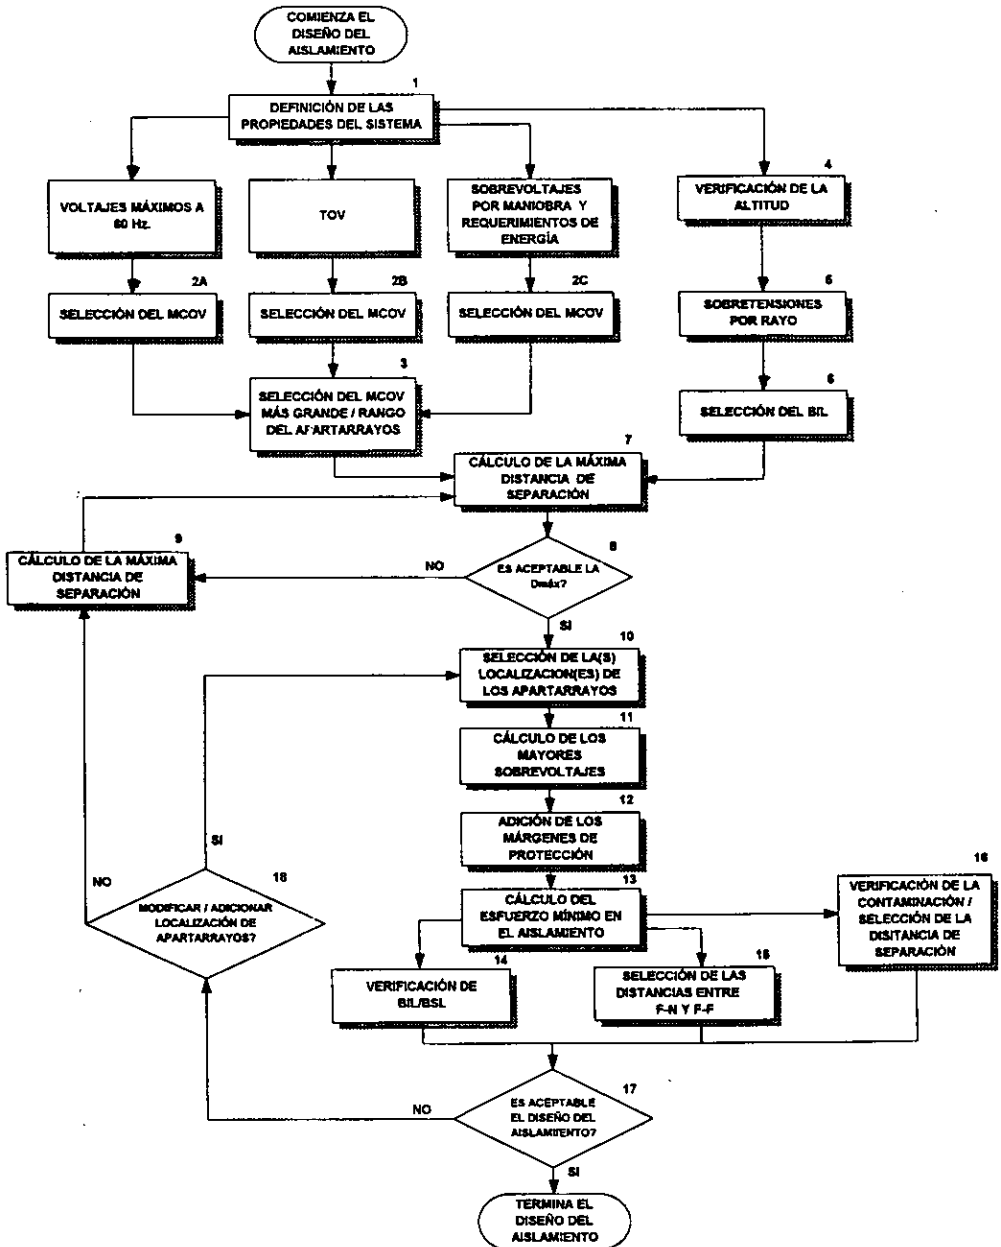 COMIENZA EL
DISEÑO DEL
AISLAMIENTO
1
DEFINICIÓN DE LAS
PROPIEDADES DEL SISTEMA
VOLTAJES MÁXIMOS A
60 Hz.
TOV
SOBREVOLTAJES
POR MANIOBRA Y
REQUERIMIENTOS DE
ENERGÍA
4
VERIFICACIÓN DE LA
ALTITUD
2A
SELECCIÓN DEL MCOV
2B
SELECCIÓN DEL MCOV
2C
SELECCIÓN DEL MCOV
5
SOBRETENSIONES
POR RAYO
3
SELECCIÓN DEL MCOV
MÁS GRANDE / RANGO
DEL APARTARRAYOS
6
SELECCIÓN DEL BIL
7
CÁLCULO DE LA MÁXIMA
DISTANCIA DE
SEPARACIÓN
8
ES ACEPTABLE LA
Dmáx?
NO
SI
9
CÁLCULO DE LA MÁXIMA
DISTANCIA DE
SEPARACIÓN
10
SELECCIÓN DE LA(S)
LOCALIZACION(ES) DE
LOS APARTARRAYOS
11
CÁLCULO DE LOS
MAYORES
SOBREVOLTAJES
12
ADICIÓN DE LOS
MÁRGENES DE
PROTECCIÓN
13
CÁLCULO DEL
ESFUERZO MÍNIMO EN
EL AISLAMIENTO
14
VERIFICACIÓN DE
BIL/BSL
15
SELECCIÓN DE LAS
DISTANCIAS ENTRE
F-N Y F-F
16
VERIFICACIÓN DE LA
CONTAMINACIÓN /
SELECCIÓN DE LA
DISITANCIA DE
SEPARACIÓN
17
ES ACEPTABLE
EL DISEÑO DEL
AISLAMIENTO?
NO
SI
18
MODIFICAR / ADICIONAR
LOCALIZACIÓN DE
APARTARRAYOS?
NO
SI
TERMINA EL
DISEÑO DEL
AISLAMIENTO